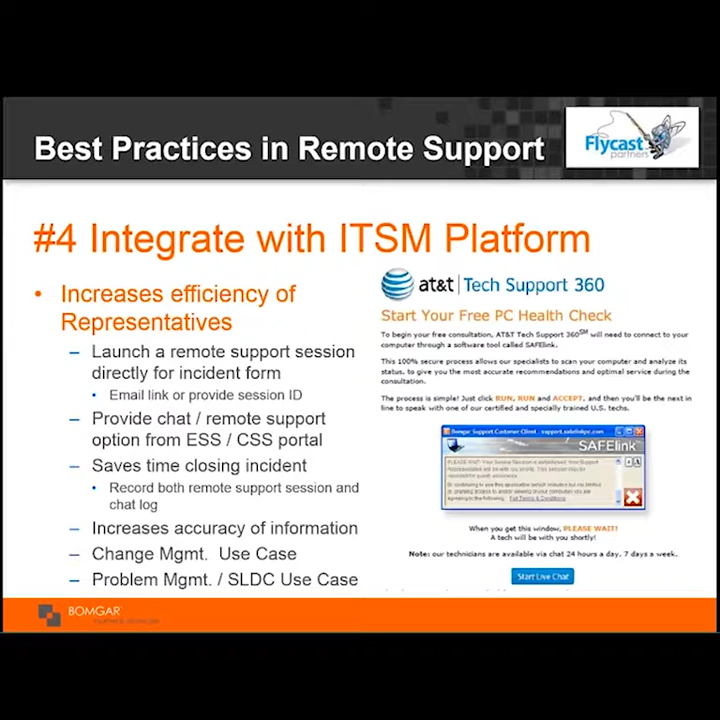 Best Practices in Remote Support
Flycast
partners
#4 Integrate with ITSM Platform
• Increases efficiency of
Representatives
– Launch a remote support session
directly for incident form
• Email link or provide session ID
– Provide chat / remote support
option from ESS / CSS portal
– Saves time closing incident
• Record both remote support session and
chat log
– Increases accuracy of information
– Change Mgmt. Use Case
– Problem Mgmt. / SLDC Use Case
at&t | Tech Support 360
Start Your Free PC Health Check
To begin your free consultation, AT&T Tech Support 360SM will need to connect to your
computer through a software tool called SAFElink.
This 100% secure process allows our specialists to scan your computer and analyze its
status, to give you the most accurate recommendations and optimal service during the
consultation.
The process is simple! Just click RUN, RUN and ACCEPT, and then you'll be the next in
line to speak with one of our certified and specially trained U.S. techs.
Bomgar Support Customer Client - support.safelinkpc.com
SAFElink
Full Terms & Conditions
When you get this window, PLEASE WAIT!
A tech will be with you shortly!
Note: our technicians are available via chat 24 hours a day, 7 days a week.
Start Live Chat
BOMGAR